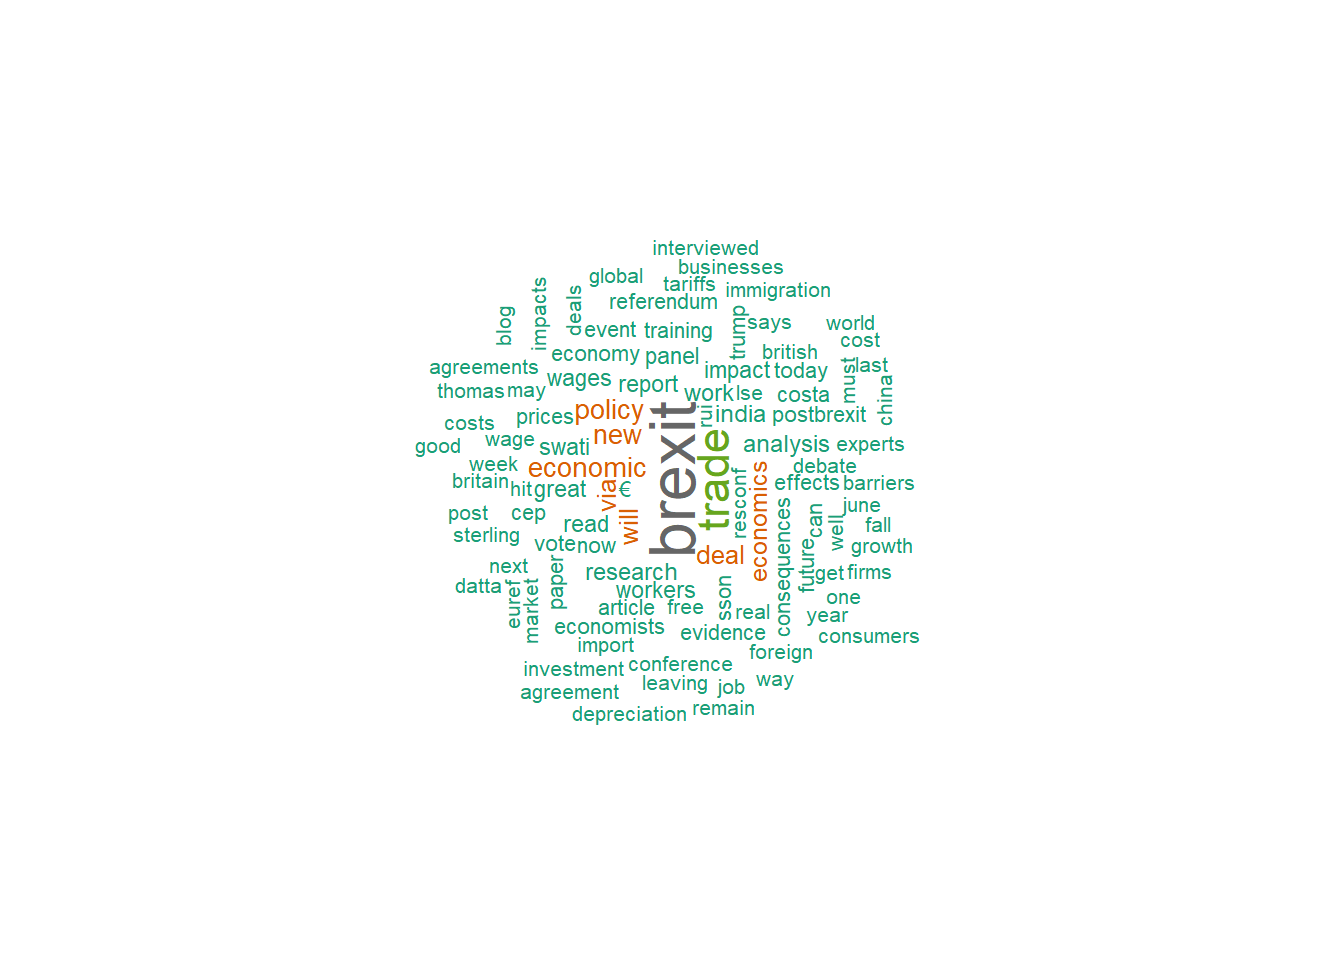 interviewed
businesses
global
tariffs
immigration
impacts
deals
referendum
blog
event
training
trump
says
world
cost
economy
panel
british
agreements
wages
report
impact
today
must
last
thomas
may
work
lse
costa
china
costs
prices
policy
brexit
rui
india
postbrexit
good
wage
swati
new
trade
analysis
experts
week
economic
debate
britain
hit
great
via
€
resconf
economics
effects
barriers
post
cep
read
will
consequences
can
june
sterling
vote
now
deal
well
fall
growth
next
research
future
get
firms
datta
euref
market
paper
workers
sson
one
article
free
real
year
economists
evidence
consumers
import
foreign
investment
conference
way
agreement
leaving
job
depreciation
remain